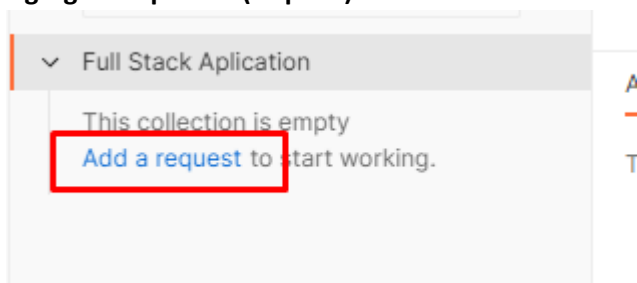 Full Stack Aplication
This collection is empty
Add a request to start working.